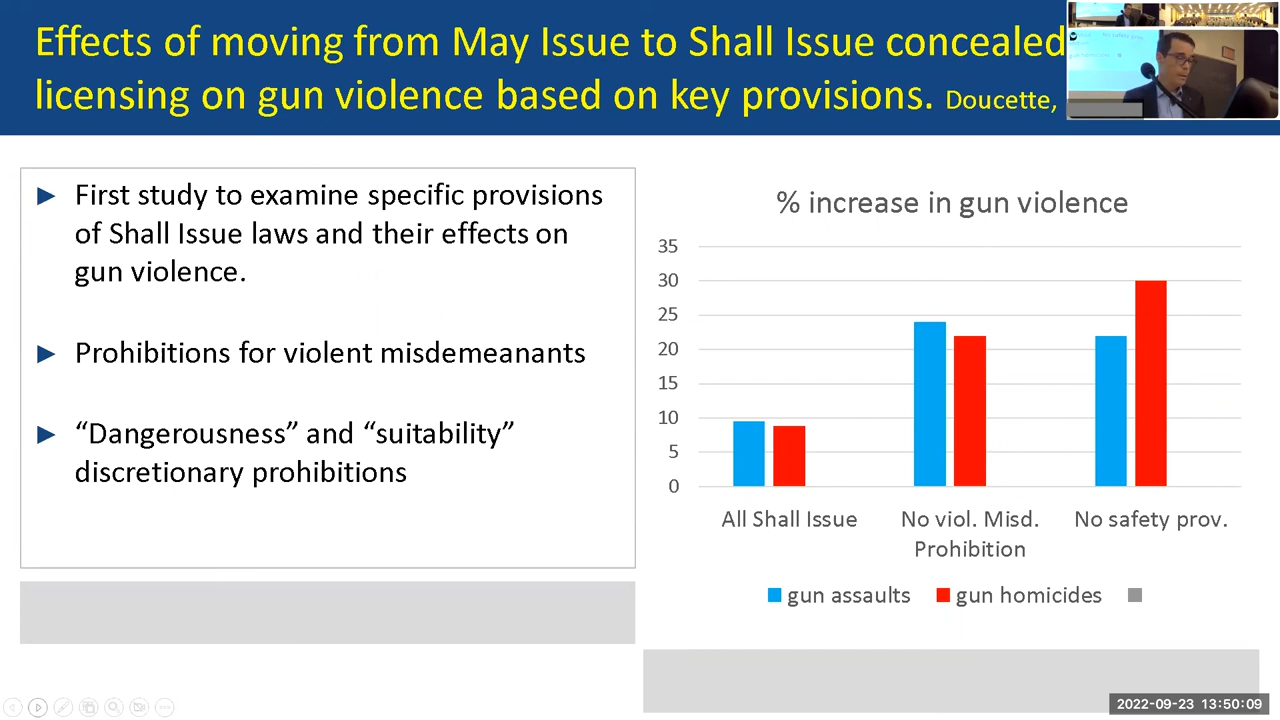 Effects of moving from May Issue to Shall Issue concealed
licensing on gun violence based on key provisions. Doucette,
► First study to examine specific provisions
of Shall Issue laws and their effects on
gun violence.
► Prohibitions for violent misdemeanants
► “Dangerousness” and “suitability”
discretionary prohibitions
% increase in gun violence
35
30
25
20
15
10
5
0
All Shall Issue
No viol. Misd.
Prohibition
No safety prov.
gun assaults
gun homicides
2022-09-23 13:50:09